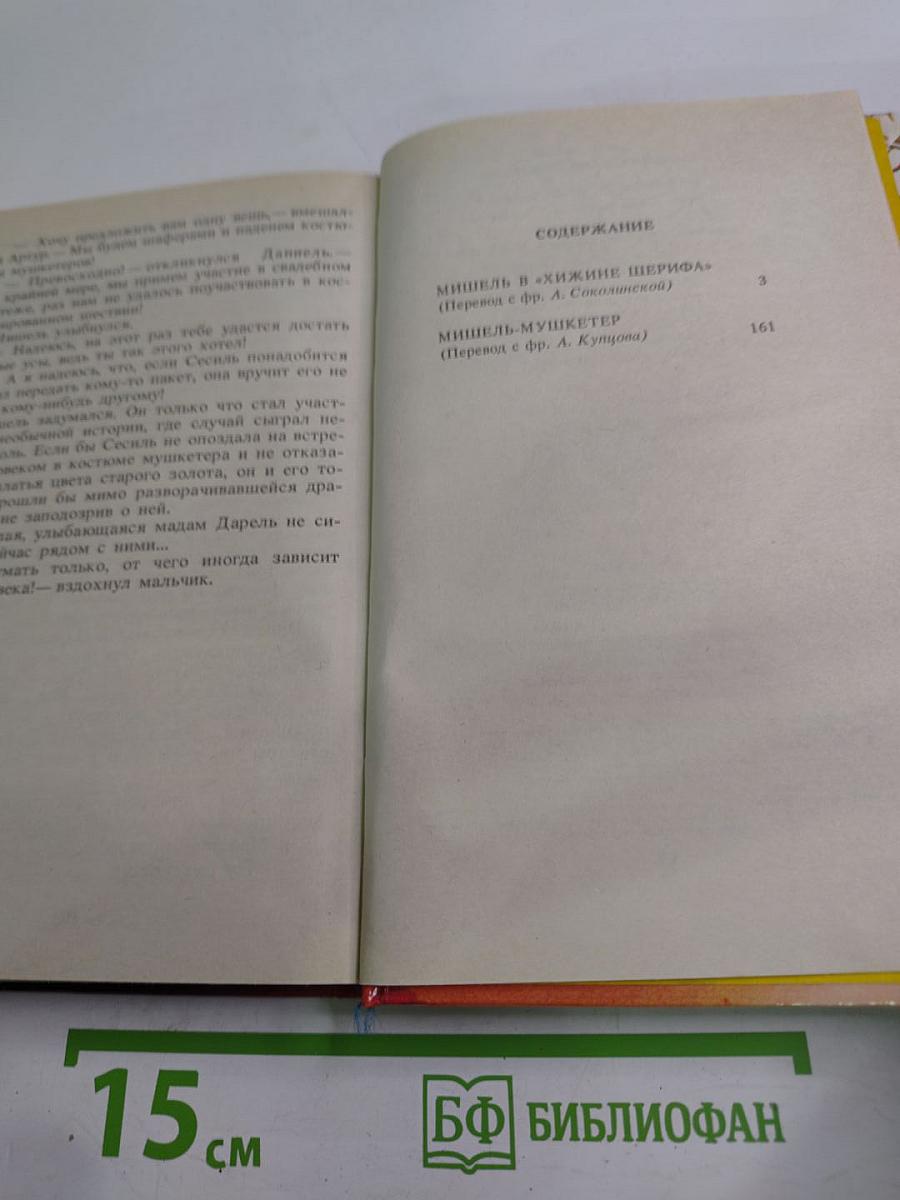 — Хочу предложить вам одну вещь,— вмешал-
Артур.— Мы будем шаферами и наденем костю-
мушкетеров!
— Превосходно!— откликнулся Даниель.—
крайней мере, мы примем участие в свадебном
теже, раз нам не удалось поучаствовать в кос-
ированном шествии!
Мишель улыбнулся.
Надеюсь, на этот раз тебе удастся достать
ые усы, ведь ты так этого хотел!
А я надеюсь, что, если Сесиль понадобится
передать кому-то пакет, она вручит его не
кому-нибудь другому!
шель задумался. Он только что стал участ-
необычной истории, где случай сыграл не-
оль. Если бы Сесиль не опоздала на встре-
овеком в костюме мушкетера и не отказа-
платья цвета старого золота, он и его то-
рошли бы мимо разворачивавшейся дра-
не заподозрив о ней.
лая, улыбающаяся мадам Дарель не си-
йчас рядом с ними...
мать только, от чего иногда зависит
века!— вздохнул мальчик.
СОДЕРЖАНИЕ
МИШЕЛЬ В «ХИЖИНЕ ШЕРИФА» 3
(Перевод с фр. А. Соколинской)
МИШЕЛЬ-МУШКЕТЕР 161
(Перевод с фр. А. Купцова)
15 см
БФ БИБЛИОФАН